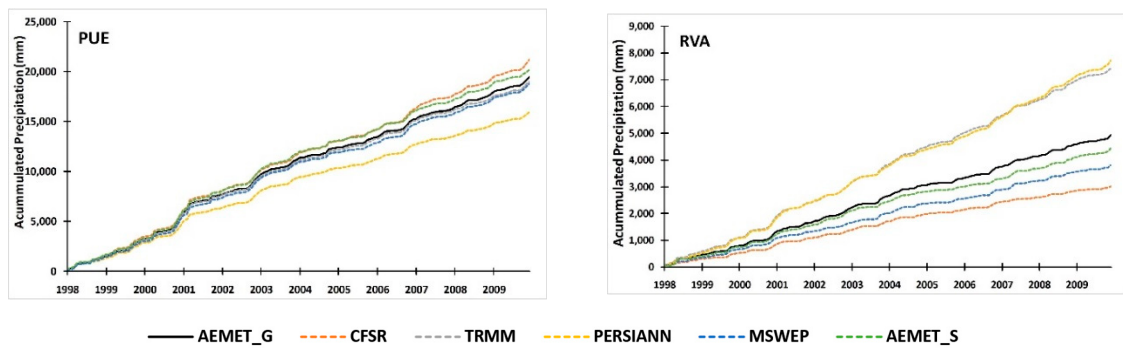 PUE
Acummulated Precipitation (mm)
25,000
20,000
15,000
10,000
5,000
0
1998 1999 2000 2001 2002 2003 2004 2005 2006 2007 2008 2009
RVA
Acummulated Precipitation (mm)
9,000
8,000
7,000
6,000
5,000
4,000
3,000
2,000
1,000
0
1998 1999 2000 2001 2002 2003 2004 2005 2006 2007 2008 2009
AEMET_G CFSR TRMM PERSIANN MSWEP AEMET_S